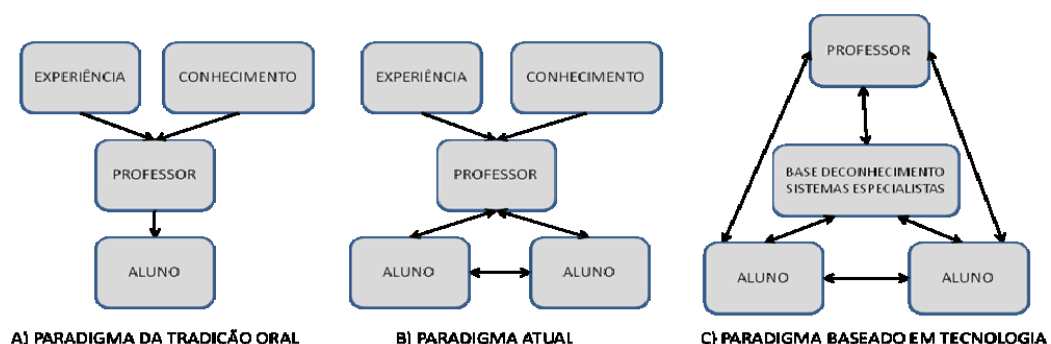 EXPERIÊNCIA
CONHECIMENTO
PROFESSOR
ALUNO
A) PARADIGMA DA TRADIÇÃO ORAL
EXPERIÊNCIA
CONHECIMENTO
PROFESSOR
ALUNO
ALUNO
B) PARADIGMA ATUAL
PROFESSOR
BASE DECONHECIMENTO
SISTEMAS ESPECIALISTAS
ALUNO
ALUNO
C) PARADIGMA BASEADO EM TECNOLOGIA